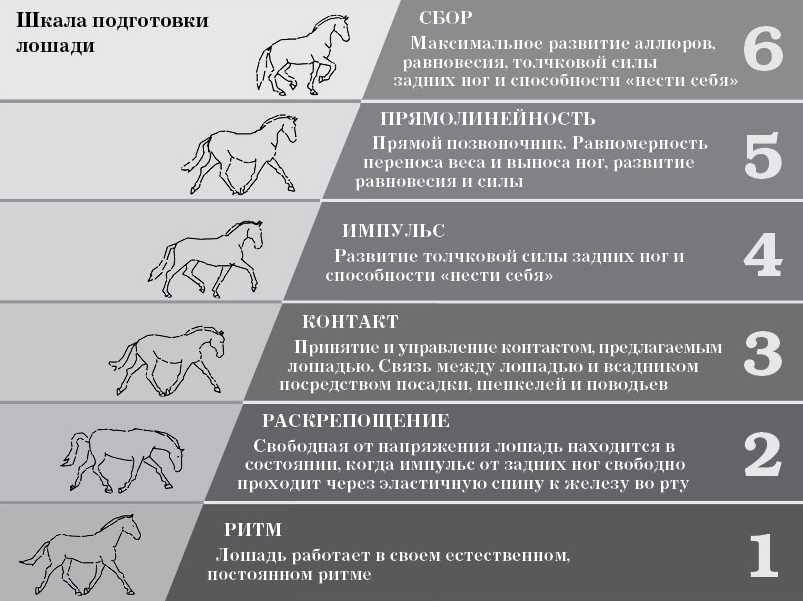 Шкала подготовки
лошади
СБОР
Максимальное развитие аллюров,
равновесия, толчковой силы
задних ног и способности «нести себя»
6
ПРЯМОЛИНЕЙНОСТЬ
Прямой позвоночник. Равномерность
переноса веса и выноса ног, развитие
равновесия и силы
5
ИМПУЛЬС
Развитие толчковой силы задних ног и
способности «нести себя»
4
КОНТАКТ
Принятие и управление контактом, предлагаемым
лошадью. Связь между лошадью и всадником
посредством посадки, шенкелей и поводьев
3
РАСКРЕПОЩЕНИЕ
Свободная от напряжения лошадь находится в
состоянии, когда импульс от задних ног свободно
проходит через эластичную спину к железу во рту
2
РИТМ
Лошадь работает в своем естественном,
постоянном ритме
1